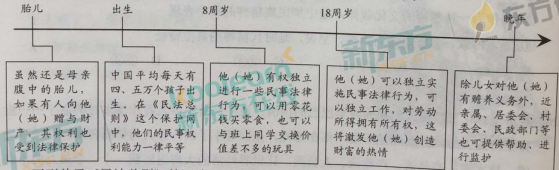 胎儿 出生 8周岁 18周岁 晚年
虽然还是母亲
腹中的胎儿，
如果有人向他
（她）赠与财
产，其权利也
受到法律保护
中国平均每天有
四、五万个孩子出
生。在《民法总
则》这个保护网
中，他们的民事权
利能力一律平等
他（她）有权独立
进行一些民事法律
行为，可以用零花
钱买零食，也可以
与班上同学交换价
值差不多的玩具
他（她）可以独立实
施民事法律行为，可
以独立工作，对劳动
所得拥有所有权，这
将激发他（她）创造
财富的热情
除儿女对他（她）
有赡养义务外，近
亲属、居委会、村
委会、民政部门等
也可提供帮助、进
行监护
新东方
东方